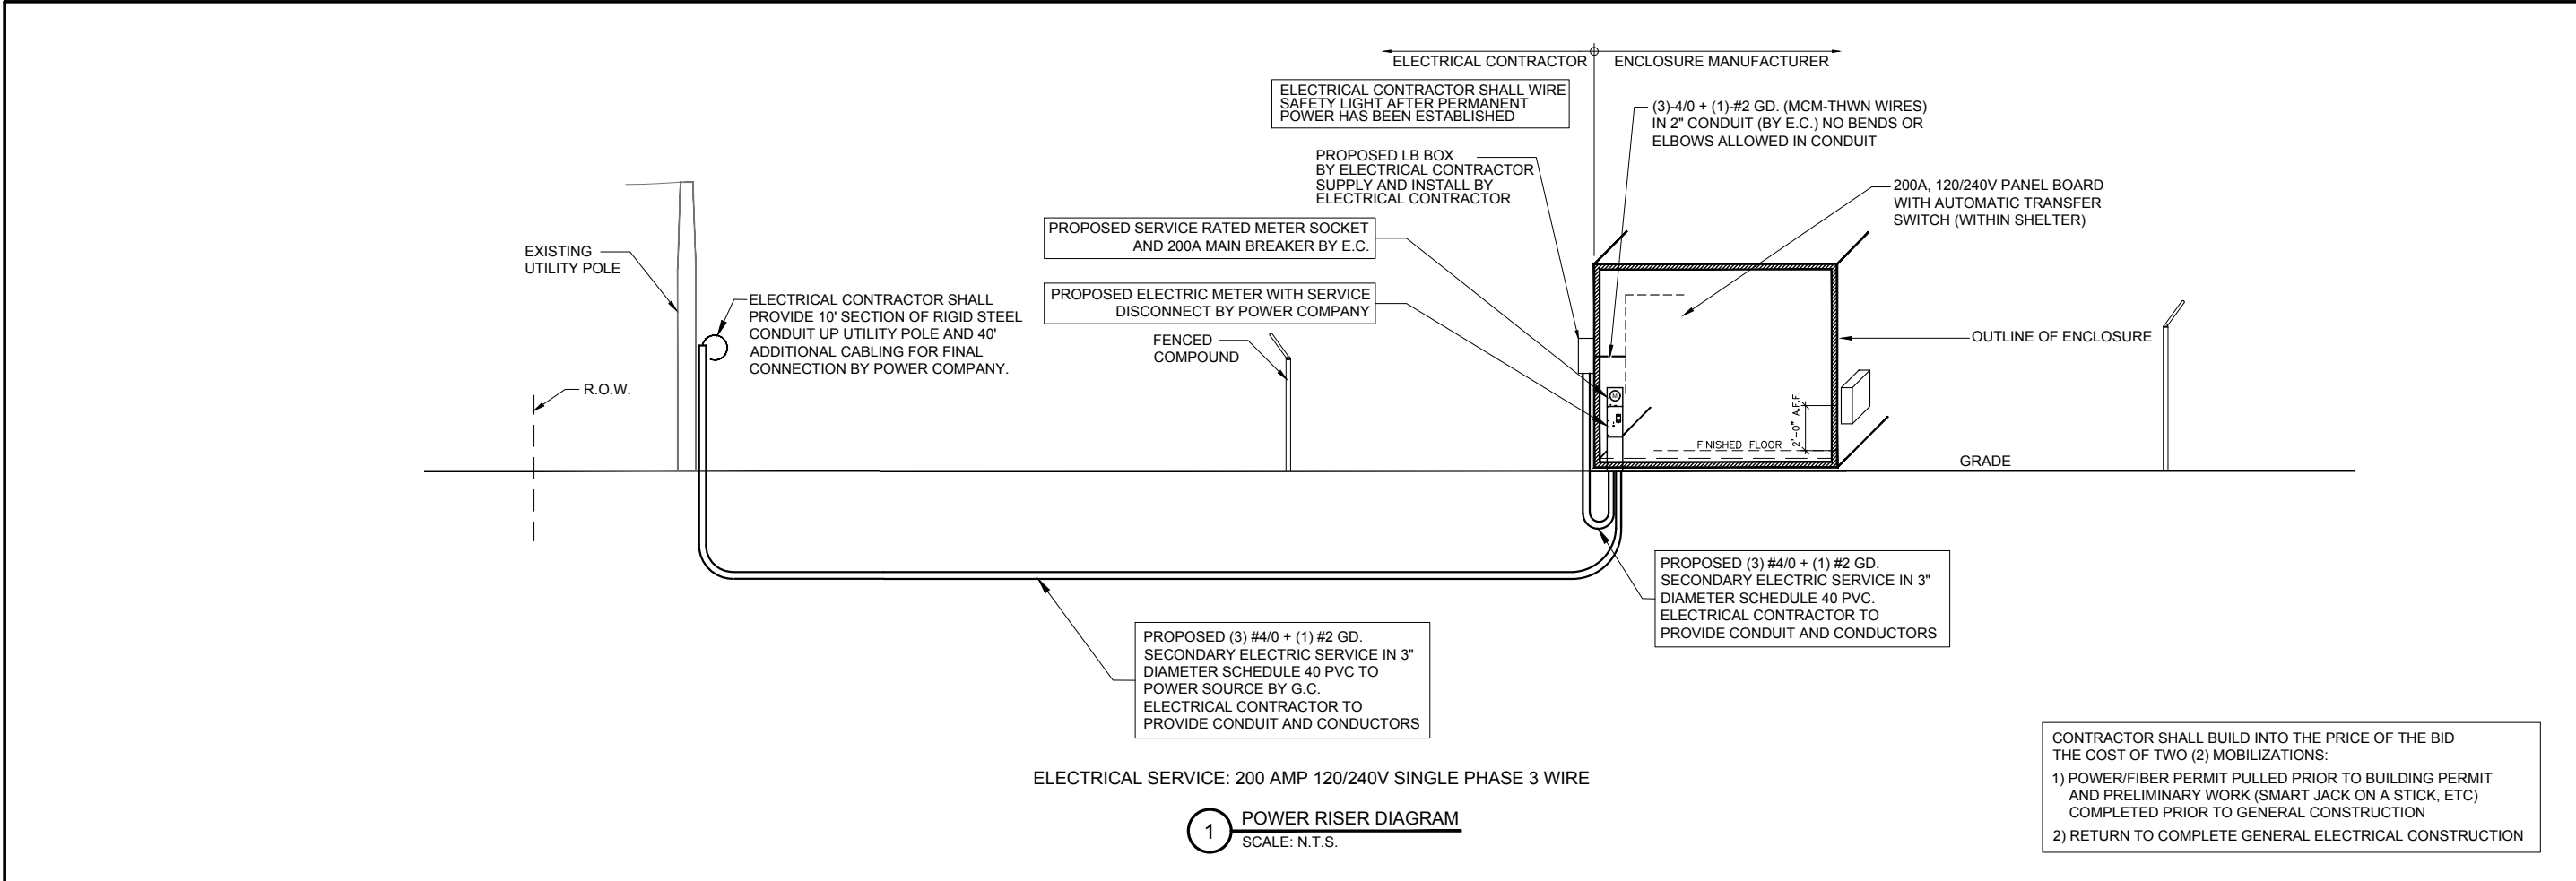 ELECTRICAL CONTRACTOR
ENCLOSURE MANUFACTURER
ELECTRICAL CONTRACTOR SHALL WIRE
SAFETY LIGHT AFTER PERMANENT
POWER HAS BEEN ESTABLISHED
(3)-4/0 + (1)-#2 GD. (MCM-THWN WIRES)
IN 2" CONDUIT (BY E.C.) NO BENDS OR
ELBOWS ALLOWED IN CONDUIT
PROPOSED LB BOX
BY ELECTRICAL CONTRACTOR
SUPPLY AND INSTALL BY
ELECTRICAL CONTRACTOR
200A, 120/240V PANEL BOARD
WITH AUTOMATIC TRANSFER
SWITCH (WITHIN SHELTER)
PROPOSED SERVICE RATED METER SOCKET
AND 200A MAIN BREAKER BY E.C.
EXISTING
UTILITY POLE
PROPOSED ELECTRIC METER WITH SERVICE
DISCONNECT BY POWER COMPANY
ELECTRICAL CONTRACTOR SHALL
PROVIDE 10' SECTION OF RIGID STEEL
CONDUIT UP UTILITY POLE AND 40'
ADDITIONAL CABLING FOR FINAL
CONNECTION BY POWER COMPANY.
FENCED
COMPOUND
OUTLINE OF ENCLOSURE
R.O.W.
M
2'-0" A.F.F.
FINISHED FLOOR
GRADE
PROPOSED (3) #4/0 + (1) #2 GD.
SECONDARY ELECTRIC SERVICE IN 3"
DIAMETER SCHEDULE 40 PVC.
ELECTRICAL CONTRACTOR TO
PROVIDE CONDUIT AND CONDUCTORS
PROPOSED (3) #4/0 + (1) #2 GD.
SECONDARY ELECTRIC SERVICE IN 3"
DIAMETER SCHEDULE 40 PVC TO
POWER SOURCE BY G.C.
ELECTRICAL CONTRACTOR TO
PROVIDE CONDUIT AND CONDUCTORS
CONTRACTOR SHALL BUILD INTO THE PRICE OF THE BID
THE COST OF TWO (2) MOBILIZATIONS:
1) POWER/FIBER PERMIT PULLED PRIOR TO BUILDING PERMIT
AND PRELIMINARY WORK (SMART JACK ON A STICK, ETC)
COMPLETED PRIOR TO GENERAL CONSTRUCTION
2) RETURN TO COMPLETE GENERAL ELECTRICAL CONSTRUCTION
ELECTRICAL SERVICE: 200 AMP 120/240V SINGLE PHASE 3 WIRE
1
POWER RISER DIAGRAM
SCALE: N.T.S.